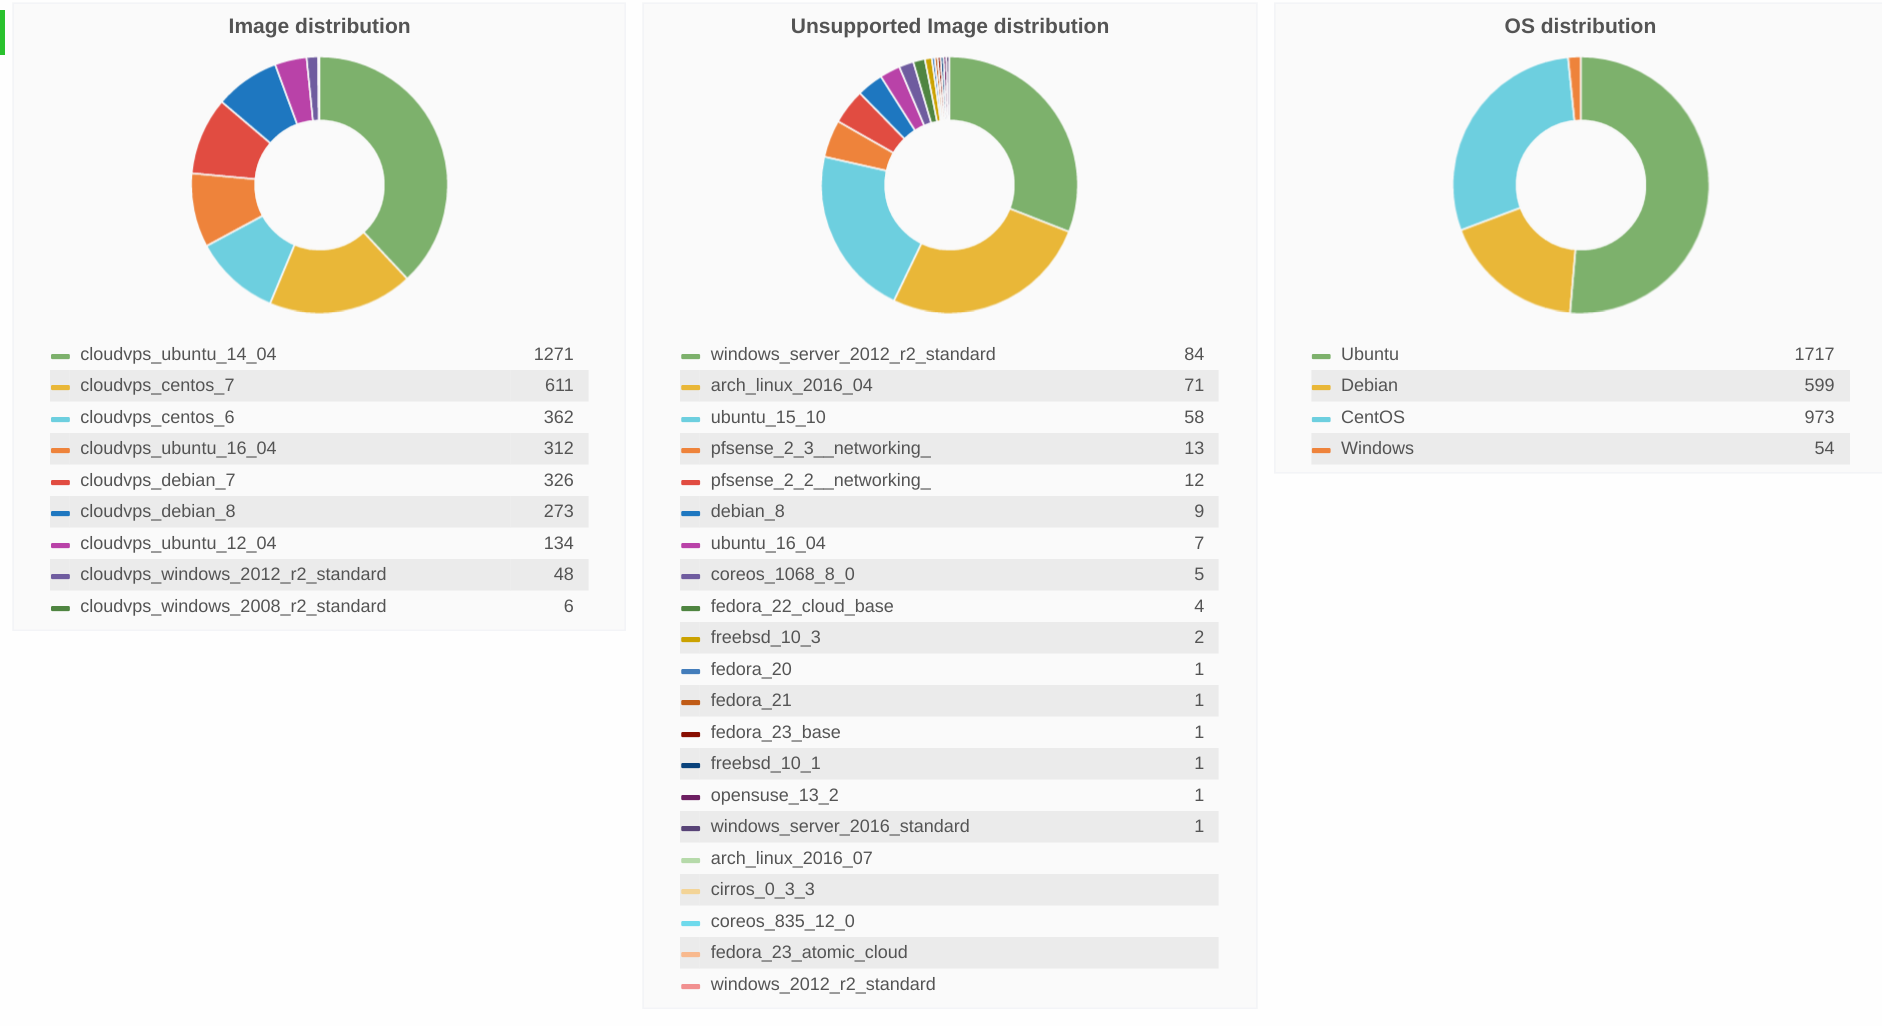 Image distribution
cloudvps_ubuntu_14_04 1271
cloudvps_centos_7 611
cloudvps_centos_6 362
cloudvps_ubuntu_16_04 312
cloudvps_debian_7 326
cloudvps_debian_8 273
cloudvps_ubuntu_12_04 134
cloudvps_windows_2012_r2_standard 48
cloudvps_windows_2008_r2_standard 6
Unsupported Image distribution
windows_server_2012_r2_standard 84
arch_linux_2016_04 71
ubuntu_15_10 58
pfsense_2_3__networking_ 13
pfsense_2_2__networking_ 12
debian_8 9
ubuntu_16_04 7
coreos_1068_8_0 5
fedora_22_cloud_base 4
freebsd_10_3 2
fedora_20 1
fedora_21 1
fedora_23_base 1
freebsd_10_1 1
opensuse_13_2 1
windows_server_2016_standard 1
arch_linux_2016_07
cirros_0_3_3
coreos_835_12_0
fedora_23_atomic_cloud
windows_2012_r2_standard
OS distribution
Ubuntu 1717
Debian 599
CentOS 973
Windows 54